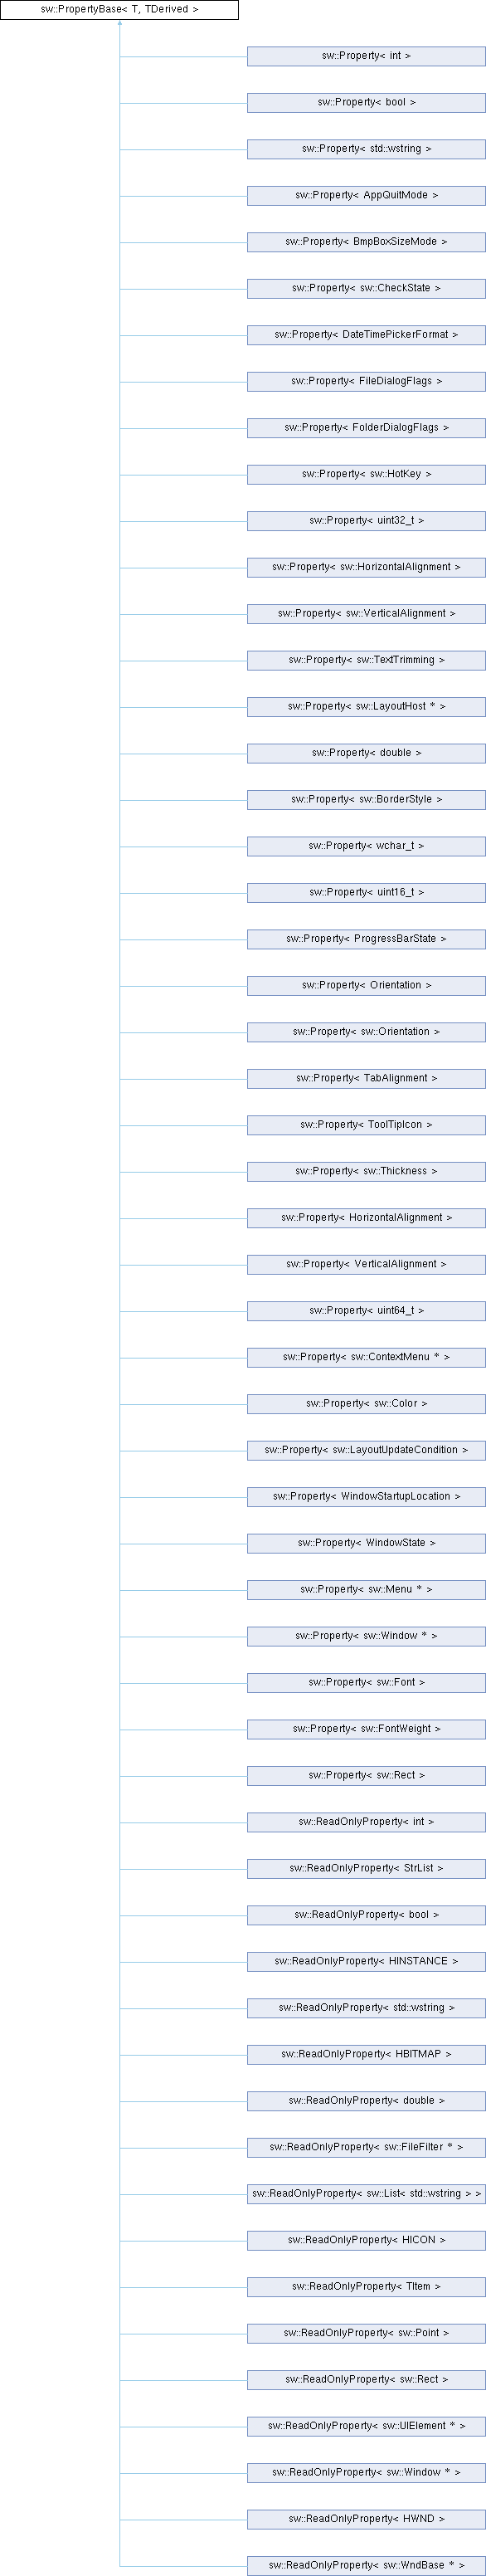 sw::PropertyBase< T, TDerived >
sw::Property< int >
sw::Property< bool >
sw::Property< std::wstring >
sw::Property< AppQuitMode >
sw::Property< BmpBoxSizeMode >
sw::Property< sw::CheckState >
sw::Property< DateTimePickerFormat >
sw::Property< FileDialogFlags >
sw::Property< FolderDialogFlags >
sw::Property< sw::HotKey >
sw::Property< uint32_t >
sw::Property< sw::HorizontalAlignment >
sw::Property< sw::VerticalAlignment >
sw::Property< sw::TextTrimming >
sw::Property< sw::LayoutHost * >
sw::Property< double >
sw::Property< sw::BorderStyle >
sw::Property< wchar_t >
sw::Property< uint16_t >
sw::Property< ProgressBarState >
sw::Property< Orientation >
sw::Property< sw::Orientation >
sw::Property< TabAlignment >
sw::Property< ToolTipIcon >
sw::Property< sw::Thickness >
sw::Property< HorizontalAlignment >
sw::Property< VerticalAlignment >
sw::Property< uint64_t >
sw::Property< sw::ContextMenu * >
sw::Property< sw::Color >
sw::Property< sw::LayoutUpdateCondition >
sw::Property< WindowStartupLocation >
sw::Property< WindowState >
sw::Property< sw::Menu * >
sw::Property< sw::Window * >
sw::Property< sw::Font >
sw::Property< sw::FontWeight >
sw::Property< sw::Rect >
sw::ReadOnlyProperty< int >
sw::ReadOnlyProperty< StrList >
sw::ReadOnlyProperty< bool >
sw::ReadOnlyProperty< HINSTANCE >
sw::ReadOnlyProperty< std::wstring >
sw::ReadOnlyProperty< HBITMAP >
sw::ReadOnlyProperty< double >
sw::ReadOnlyProperty< sw::FileFilter * >
sw::ReadOnlyProperty< sw::List< std::wstring > >
sw::ReadOnlyProperty< HICON >
sw::ReadOnlyProperty< TItem >
sw::ReadOnlyProperty< sw::Point >
sw::ReadOnlyProperty< sw::Rect >
sw::ReadOnlyProperty< sw::UIElement * >
sw::ReadOnlyProperty< sw::Window * >
sw::ReadOnlyProperty< HWND >
sw::ReadOnlyProperty< sw::WndBase * >